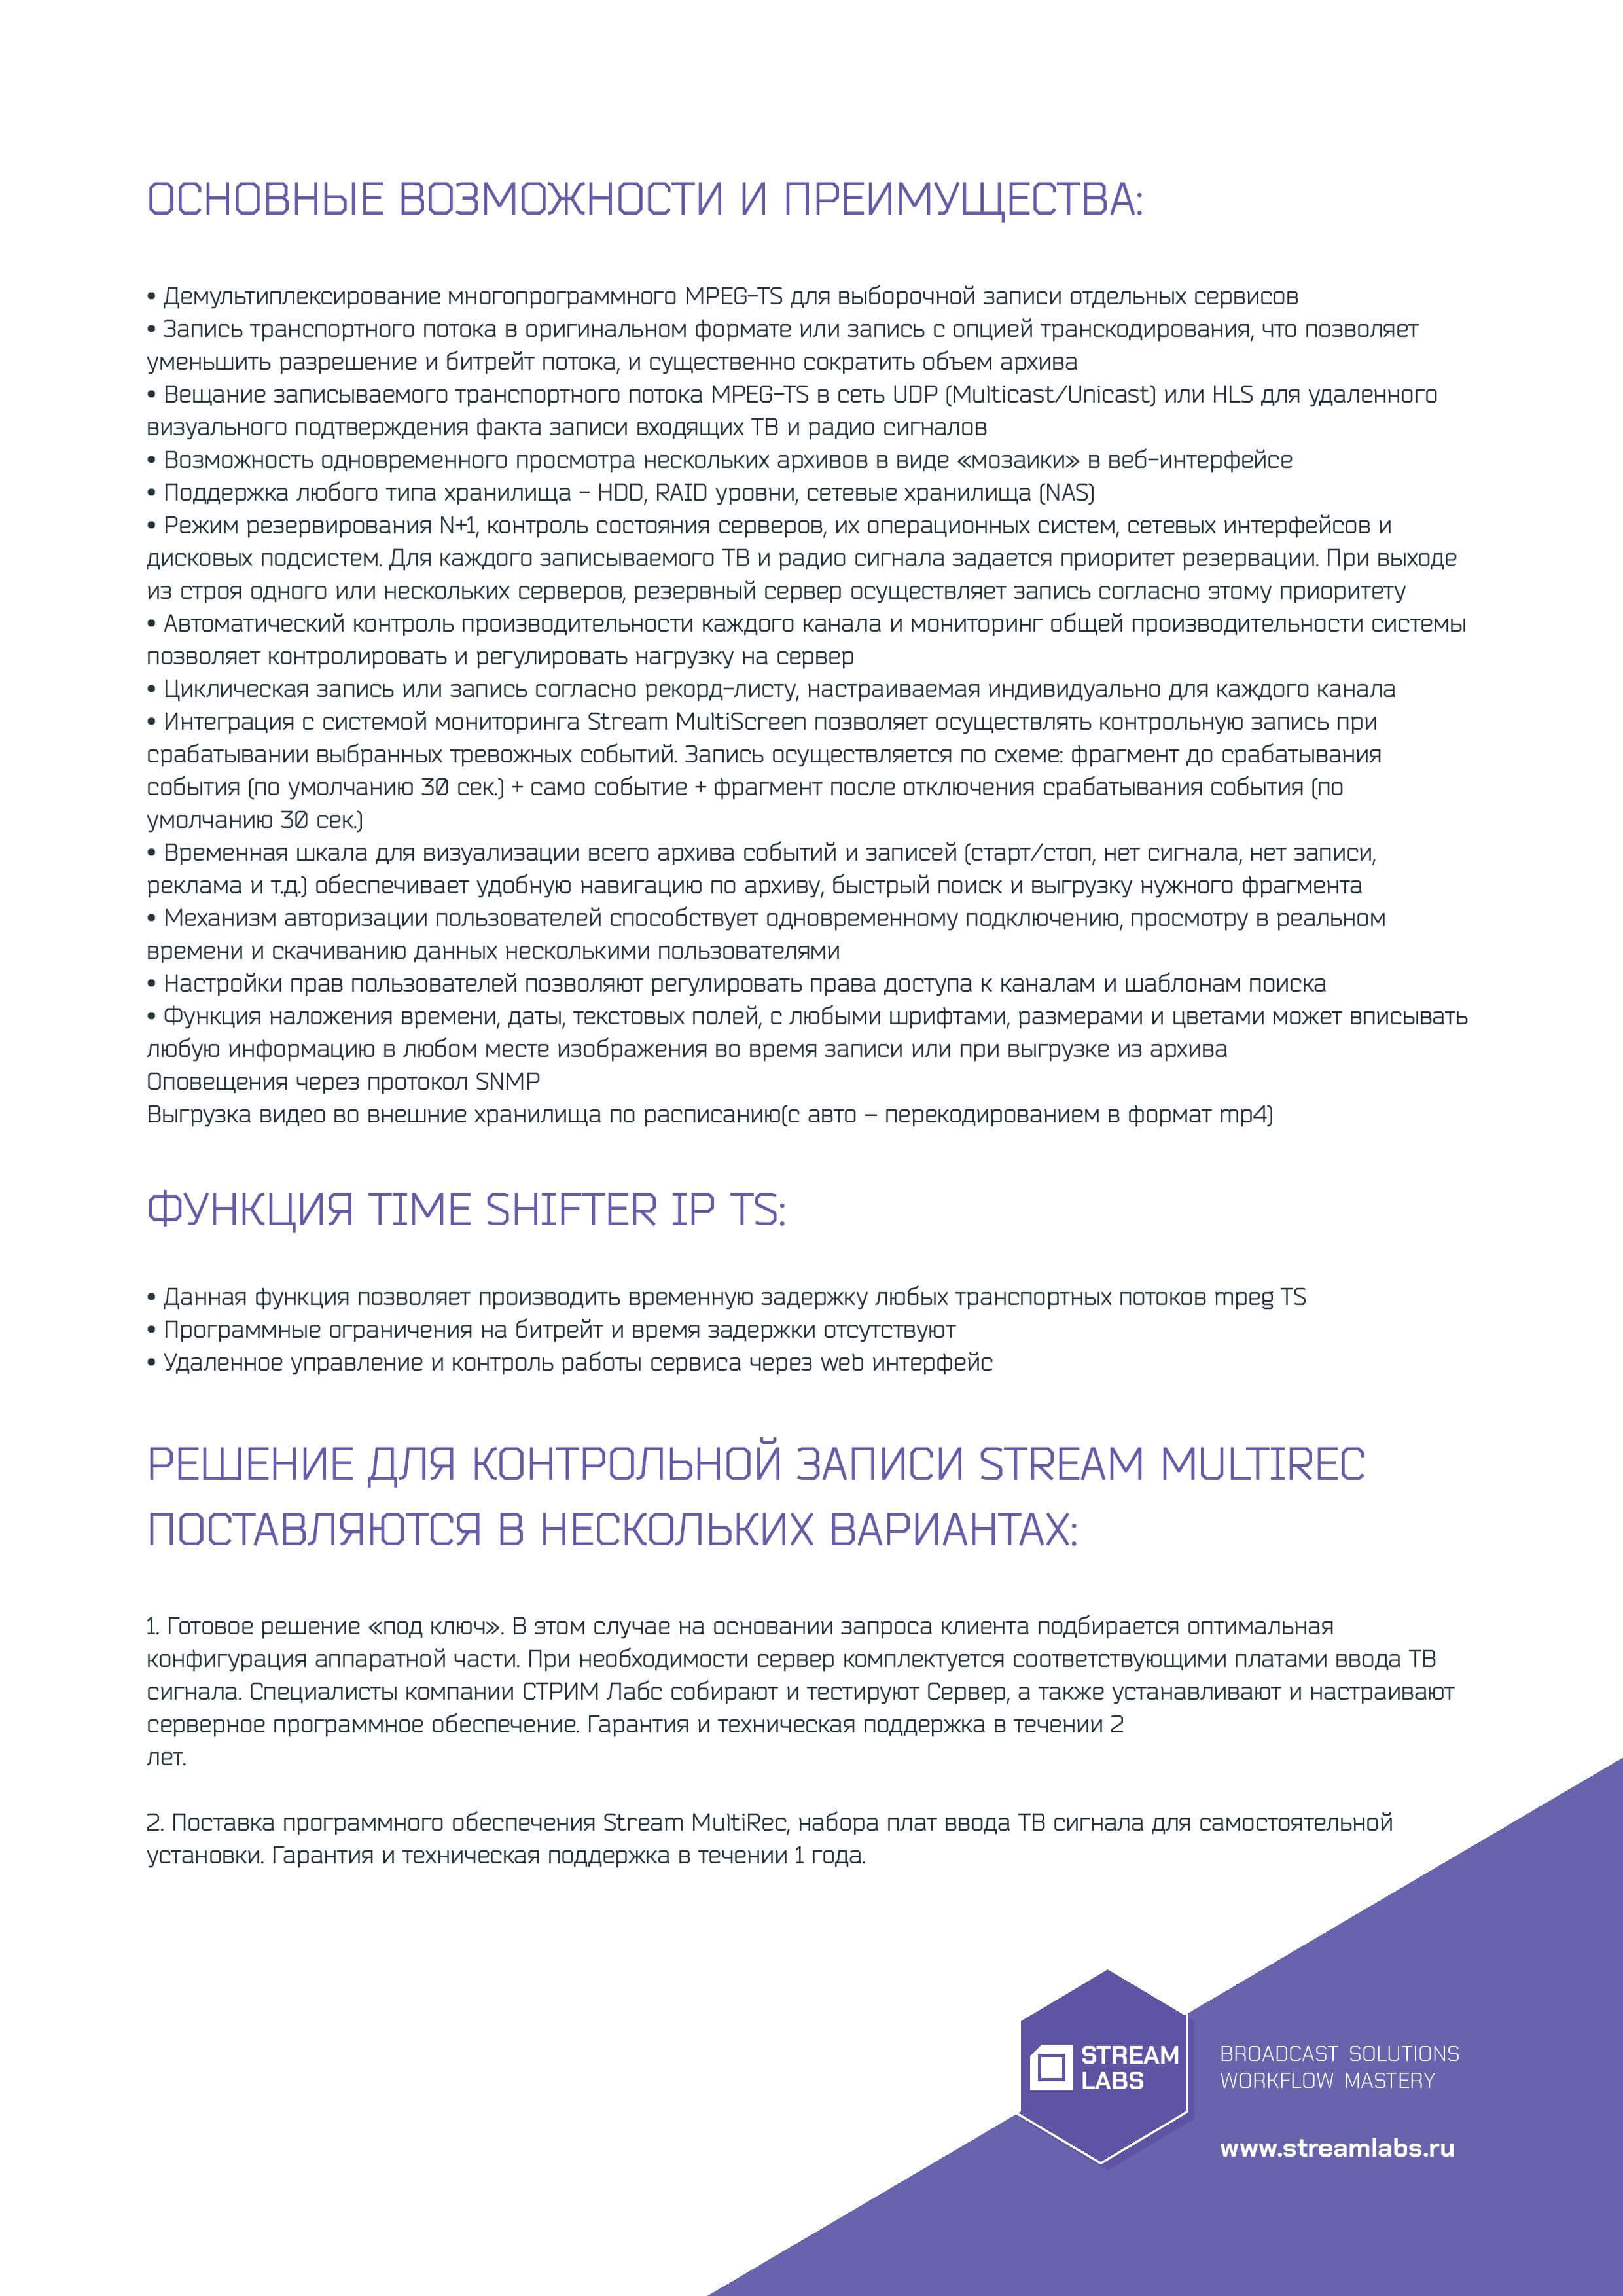 ОСНОВНЫЕ ВОЗМОЖНОСТИ И ПРЕИМУЩЕСТВА:
• Демультиплексирование многопрограммного MPEG-TS для выборочной записи отдельных сервисов
• Запись транспортного потока в оригинальном формате или запись с опцией транскодирования, что позволяет
уменьшить разрешение и битрейт потока, и существенно сократить объем архива
• Вещание записываемого транспортного потока MPEG-TS в сеть UDP (Multicast/Unicast) или HLS для удаленного
визуального подтверждения факта записи входящих ТВ и радио сигналов
• Возможность одновременного просмотра нескольких архивов в виде «мозаики» в веб-интерфейсе
• Поддержка любого типа хранилища - HDD, RAID уровни, сетевые хранилища (NAS)
• Режим резервирования N+1, контроль состояния серверов, их операционных систем, сетевых интерфейсов и
дисковых подсистем. Для каждого записываемого ТВ и радио сигнала задается приоритет резервации. При выходе
из строя одного или нескольких серверов, резервный сервер осуществляет запись согласно этому приоритету
• Автоматический контроль производительности каждого канала и мониторинг общей производительности системы
позволяет контролировать и регулировать нагрузку на сервер
• Циклическая запись или запись согласно рекорд-листу, настраиваемая индивидуально для каждого канала
• Интеграция с системой мониторинга Stream MultiScreen позволяет осуществлять контрольную запись при
срабатывании выбранных тревожных событий. Запись осуществляется по схеме: фрагмент до срабатывания
события (по умолчанию 30 сек.) + само событие + фрагмент после отключения срабатывания события (по
умолчанию 30 сек.)
• Временная шкала для визуализации всего архива событий и записей (старт/стоп, нет сигнала, нет записи,
реклама и т.д.) обеспечивает удобную навигацию по архиву, быстрый поиск и выгрузку нужного фрагмента
• Механизм авторизации пользователей способствует одновременному подключению, просмотру в реальном
времени и скачиванию данных несколькими пользователями
• Настройки прав пользователей позволяют регулировать права доступа к каналам и шаблонам поиска
• Функция наложения времени, даты, текстовых полей, с любыми шрифтами, размерами и цветами может вписывать
любую информацию в любом месте изображения во время записи или при выгрузке из архива
Оповещения через протокол SNMP
Выгрузка видео во внешние хранилища по расписанию(с авто – перекодированием в формат mp4)
ФУНКЦИЯ TIME SHIFTER IP TS:
• Данная функция позволяет производить временную задержку любых транспортных потоков mpeg TS
• Программные ограничения на битрейт и время задержки отсутствуют
• Удаленное управление и контроль работы сервиса через web интерфейс
РЕШЕНИЕ ДЛЯ КОНТРОЛЬНОЙ ЗАПИСИ STREAM MULTIREC
ПОСТАВЛЯЮТСЯ В НЕСКОЛЬКИХ ВАРИАНТАХ:
1. Готовое решение «под ключ». В этом случае на основании запроса клиента подбирается оптимальная
конфигурация аппаратной части. При необходимости сервер комплектуется соответствующими платами ввода ТВ
сигнала. Специалисты компании СТРИМ Лабс собирают и тестируют Сервер, а также устанавливают и настраивают
серверное программное обеспечение. Гарантия и техническая поддержка в течении 2
лет.
2. Поставка программного обеспечения Stream MultiRec, набора плат ввода ТВ сигнала для самостоятельной
установки. Гарантия и техническая поддержка в течении 1 года.
STREAM
LABS
BROADCAST SOLUTIONS
WORKFLOW MASTERY
www.streamlabs.ru